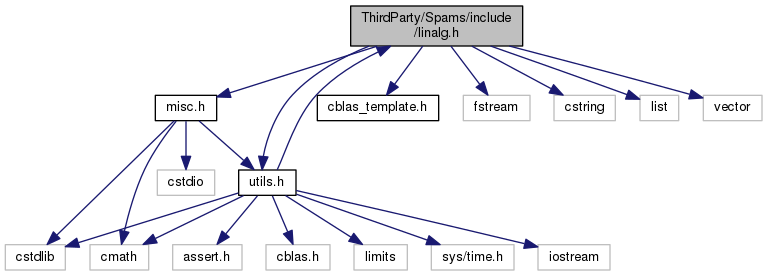 ThirdParty/Spams/include
/linalg.h
misc.h
cblas_template.h
fstream
cstring
list
vector
cstdio
utils.h
cstdlib
cmath
assert.h
cblas.h
limits
sys/time.h
iostream